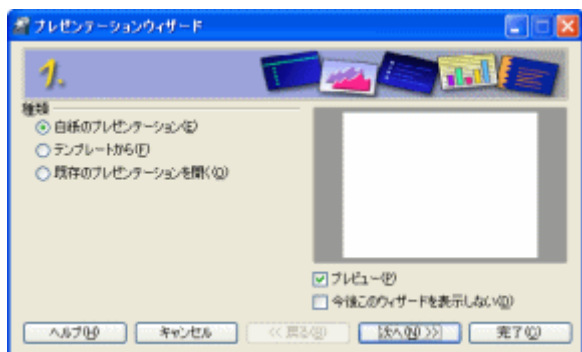 プレゼンテーションウィザード
1.
種類
白紙のプレゼンテーション(E)
テンプレートから(F)
既存のプレゼンテーションを開く(O)
プレビュー(P)
今後このウィザードを表示しない(D)
ヘルプ(H)
キャンセル
<< 戻る(B)
次へ(N) >>
完了(C)